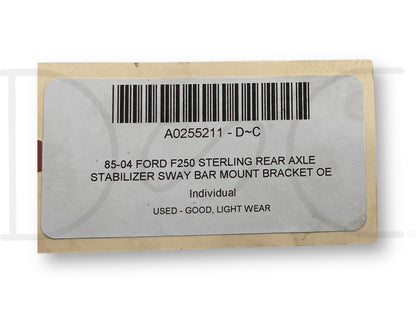 A0255211 - D~C
85-04 FORD F250 STERLING REAR AXLE
STABILIZER SWAY BAR MOUNT BRACKET OE
Individual
USED - GOOD, LIGHT WEAR